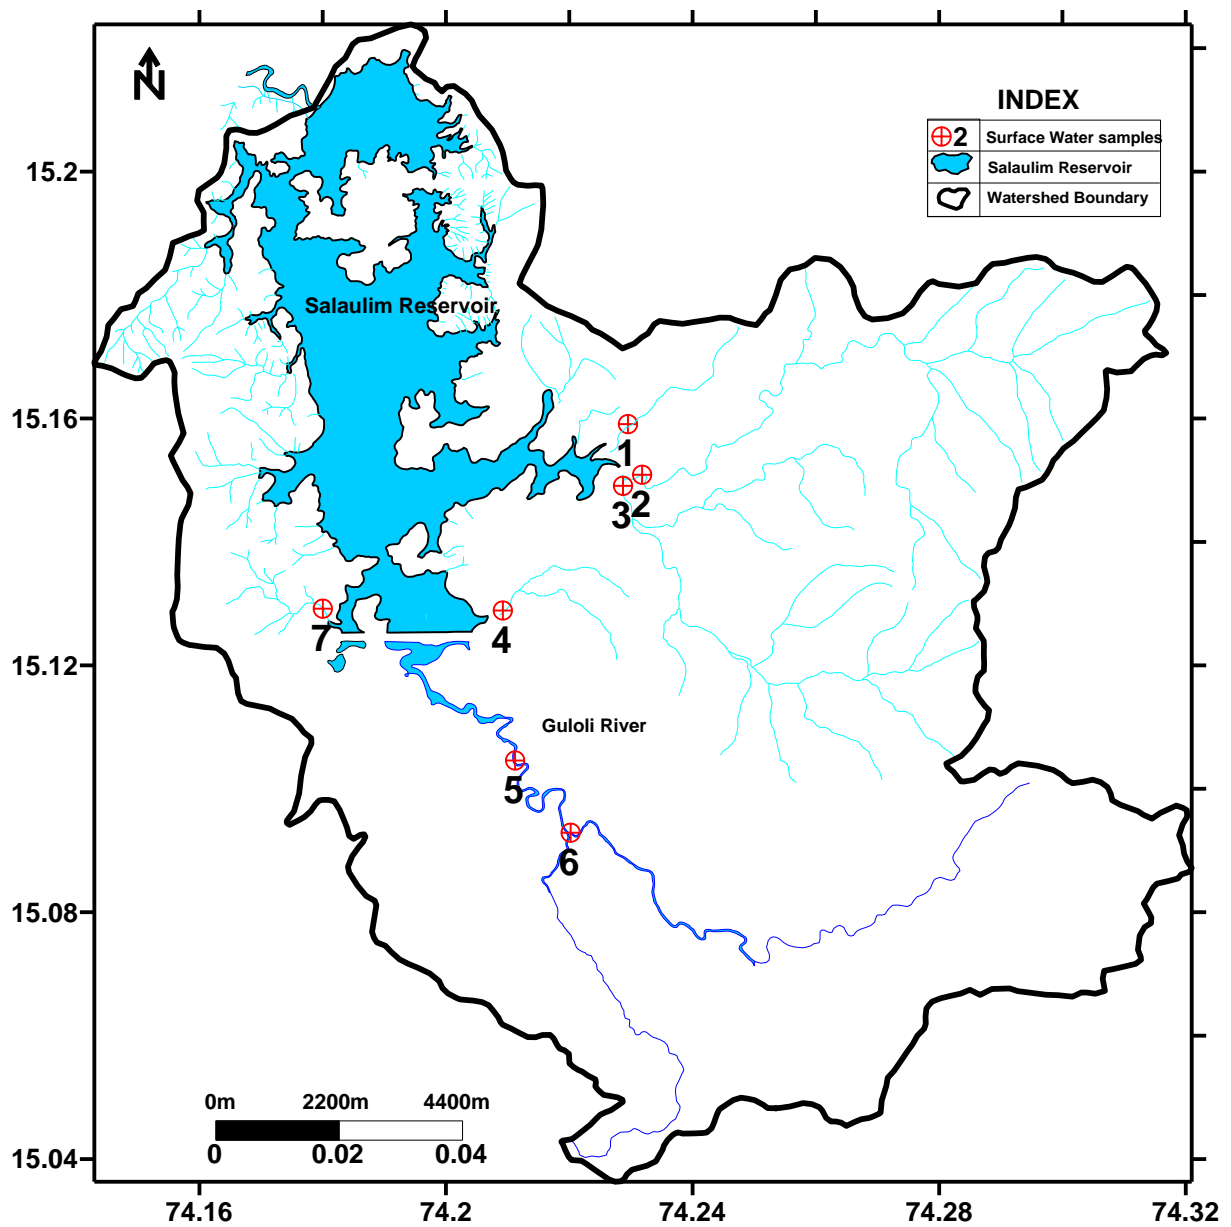 N
INDEX
2 Surface Water samples
Salaulim Reservoir
Watershed Boundary
15.2
15.16
15.12
15.08
15.04
Salaulim Reservoir
1
2
3
4
7
Guloli River
5
6
0m 2200m 4400m
0 0.02 0.04
74.16 74.2 74.24 74.28 74.32